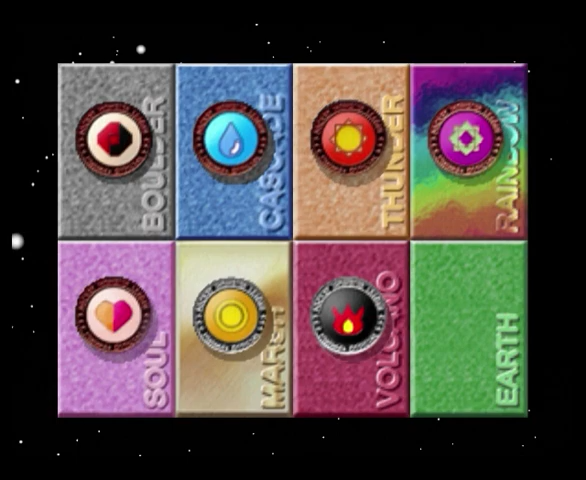 BOULDER
CASCADE
THUNDER
RAINBOW
SOUL
MARSH
VOLCANO
EARTH